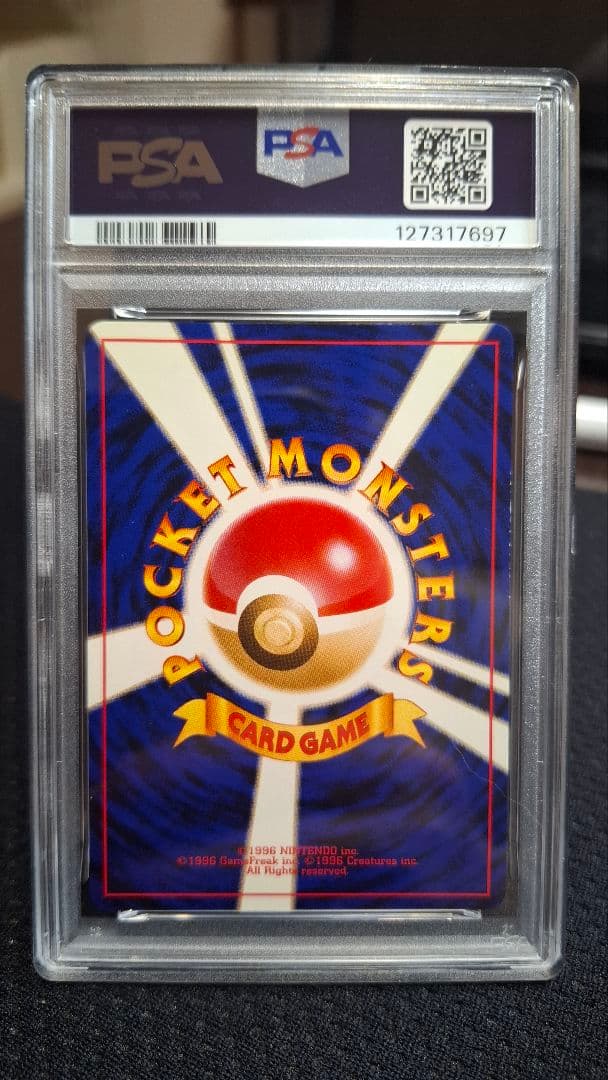 PSA
PSA
127317697
POCKET MONSTERS
CARD GAME
©1996 NINTENDO inc.
©1996 GameFreak inc. ©1996 Creatures inc.
All Rights reserved.